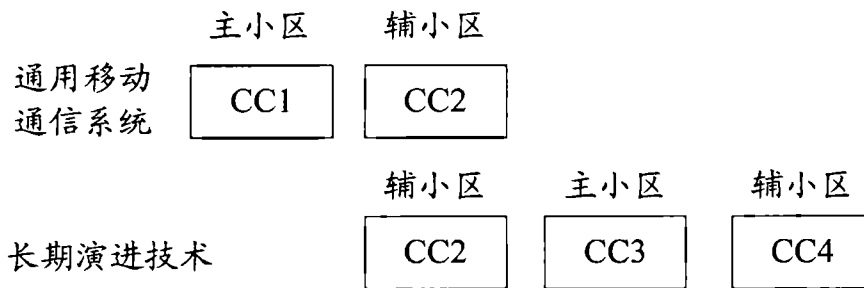 主小区 辅小区
通用移动
通信系统
CC1 CC2
辅小区 主小区 辅小区
长期演进技术 CC2 CC3 CC4